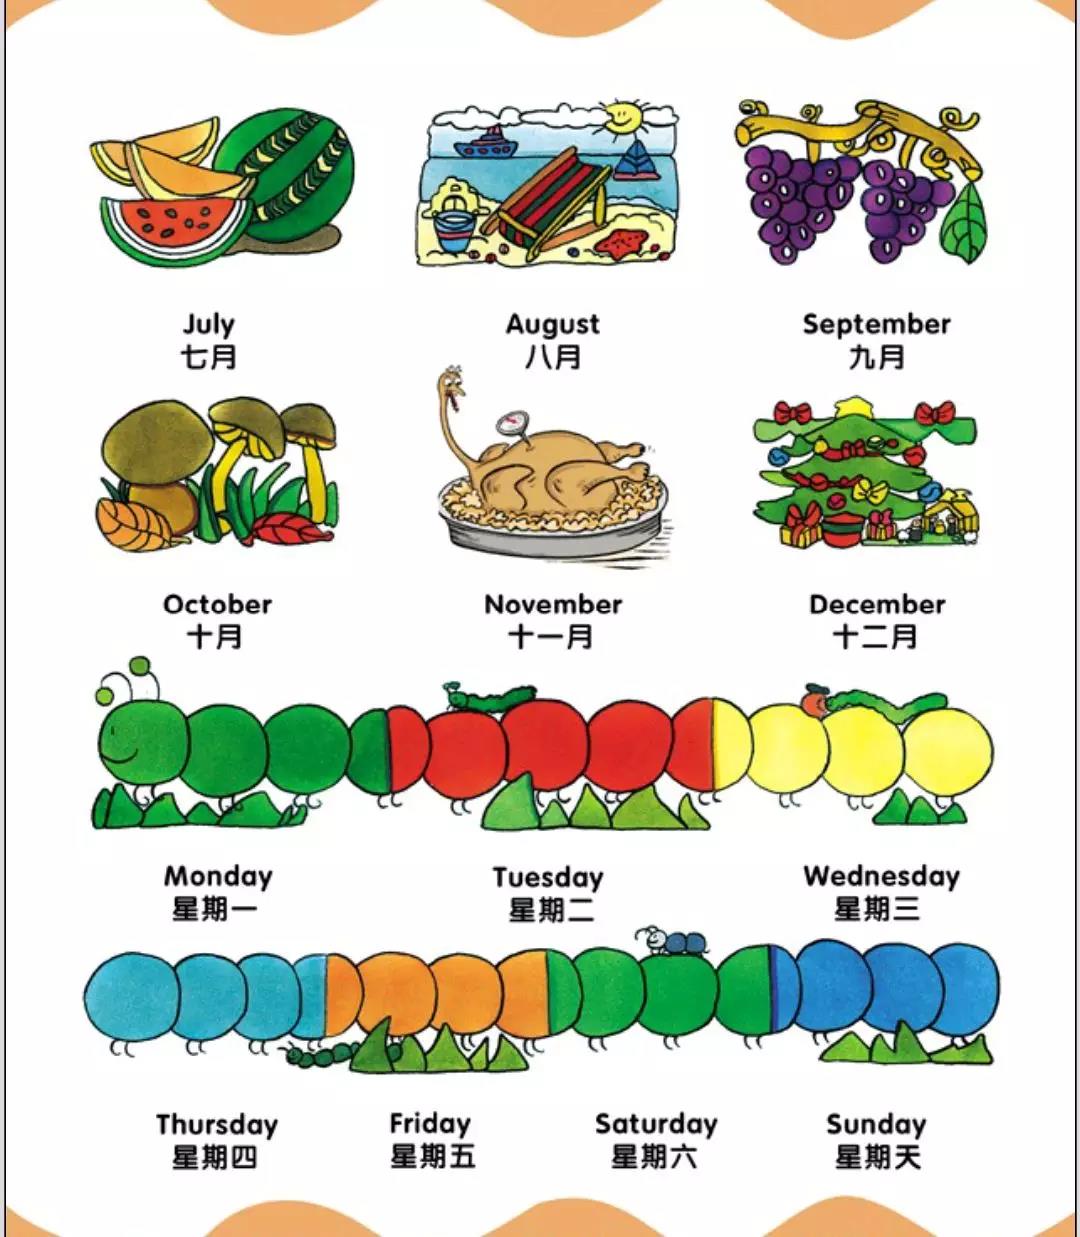 July
七月
August
八月
September
九月
October
十月
November
十一月
December
十二月
Monday
星期一
Tuesday
星期二
Wednesday
星期三
Thursday
星期四
Friday
星期五
Saturday
星期六
Sunday
星期天